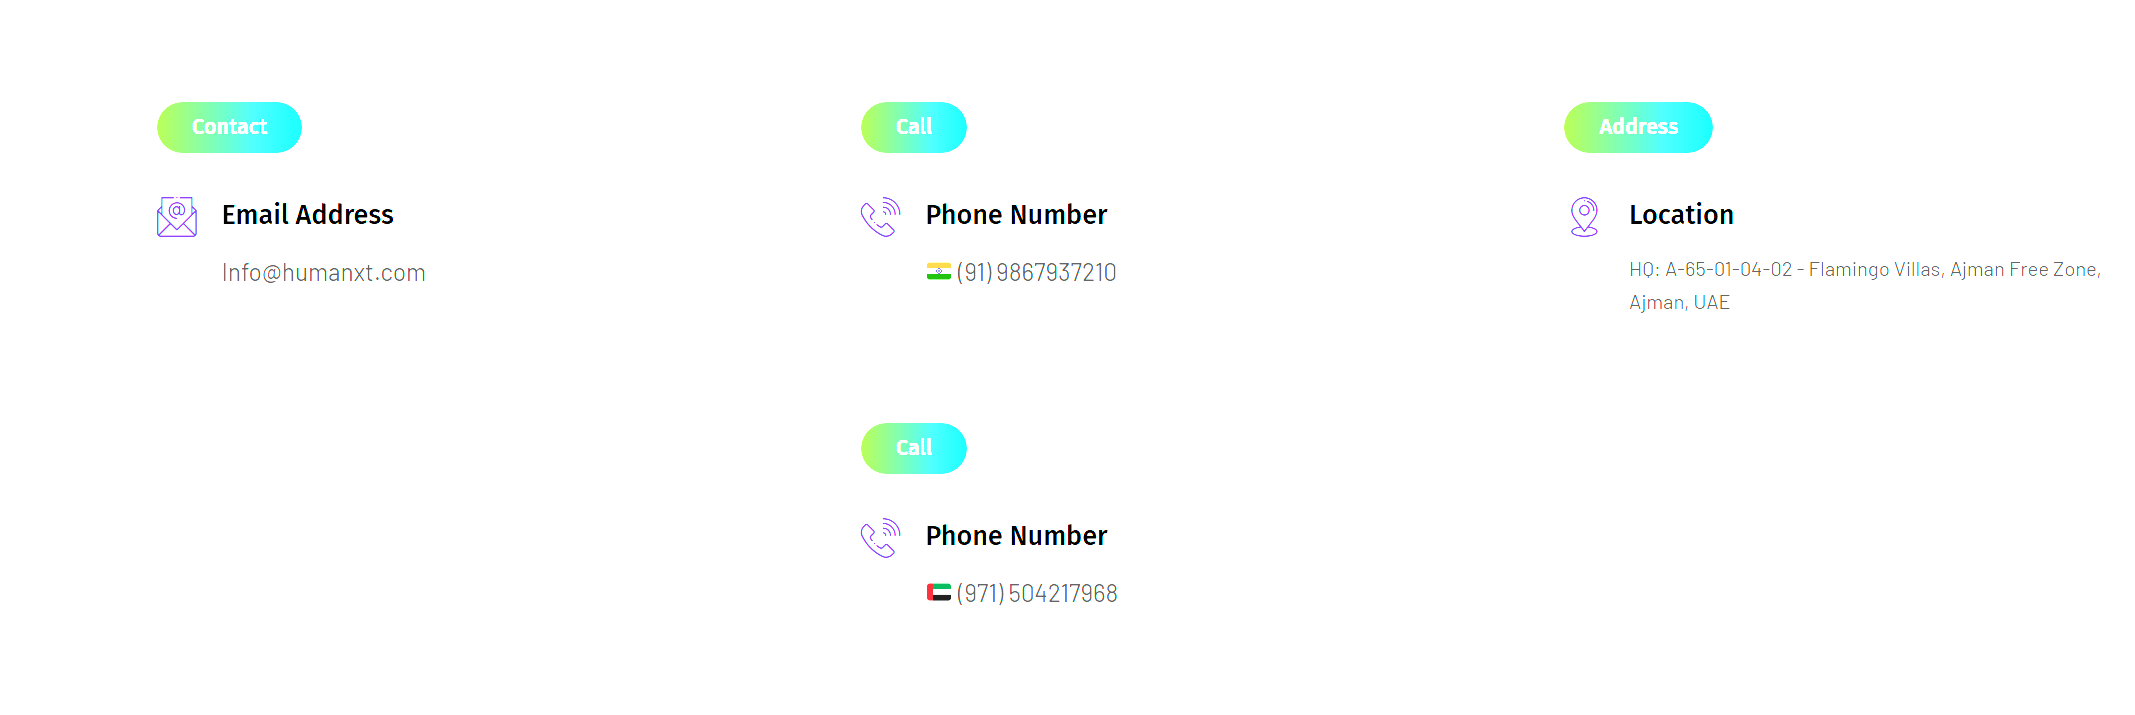 Contact
Email Address
Info@humanxt.com
Call
Phone Number
(91) 9867937210
Address
Location
HQ: A-65-01-04-02 - Flamingo Villas, Ajman Free Zone,
Ajman, UAE
Call
Phone Number
(971) 504217968